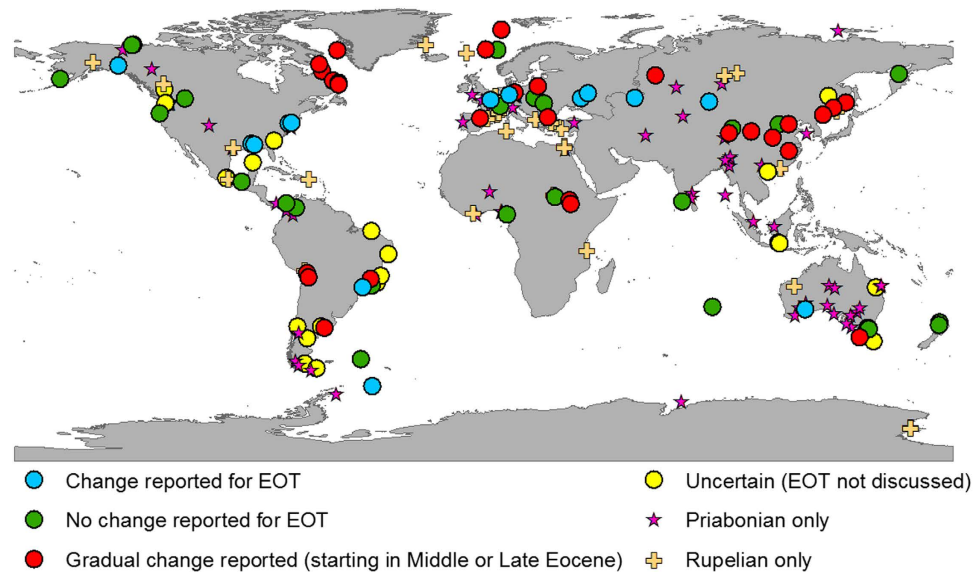 Change reported for EOT
No change reported for EOT
Gradual change reported (starting in Middle or Late Eocene)
Uncertain (EOT not discussed)
Priabonian only
Rupelian only